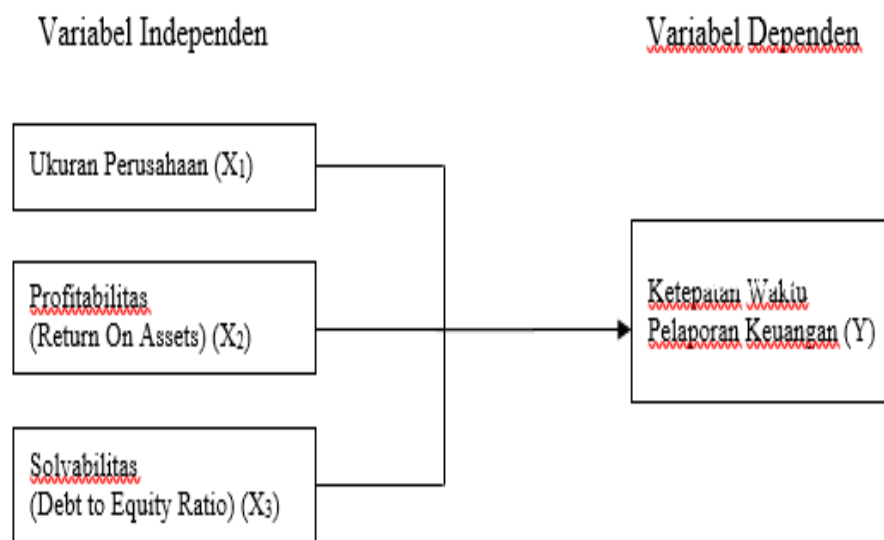 Variabel Independen
Variabel Dependen
Ukuran Perusahaan (X₁)
Profitabilitas
(Return On Assets) (X₂)
Ketepatan Waktu
Pelaporan Keuangan (Y)
Solvabilitas
(Debt to Equity Ratio) (X₃)